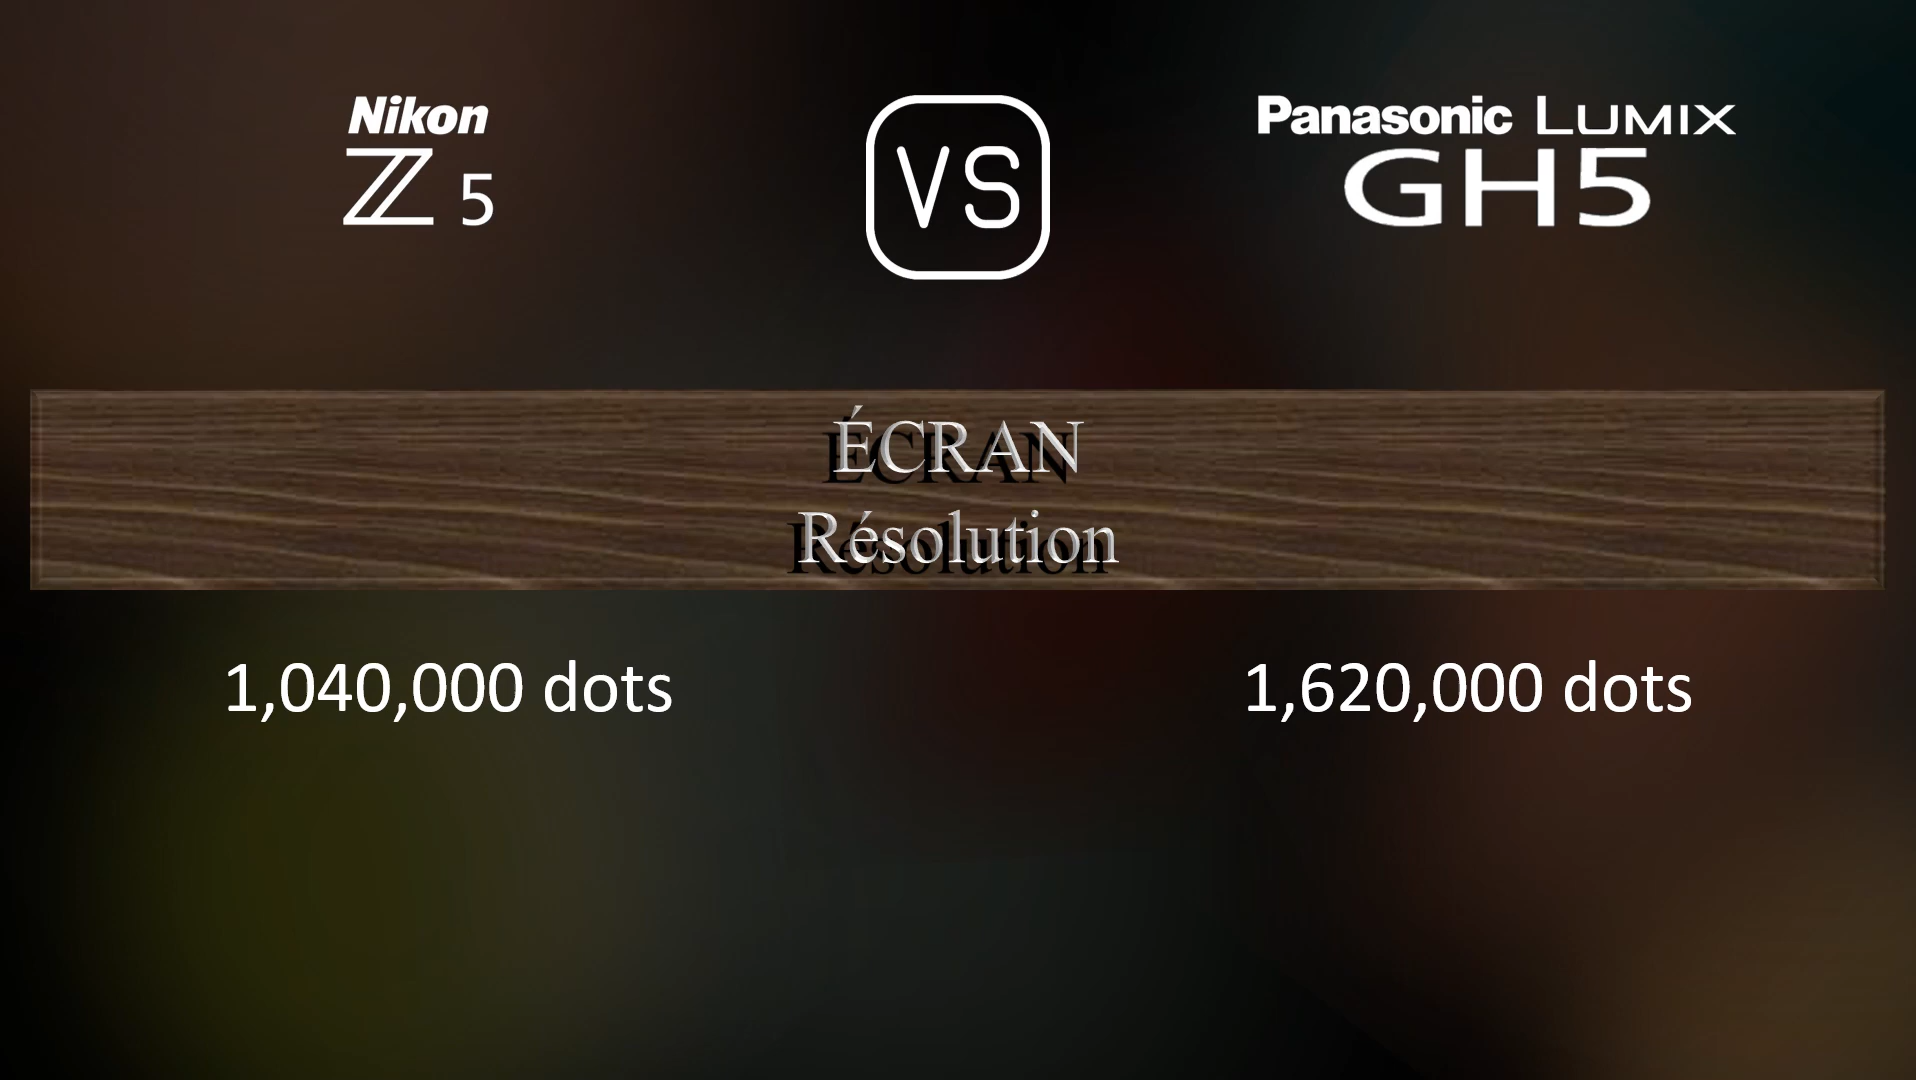 Nikon
Z 5
VS
Panasonic LUMIX
GH5
ÉCRAN
Résolution
1,040,000 dots
1,620,000 dots